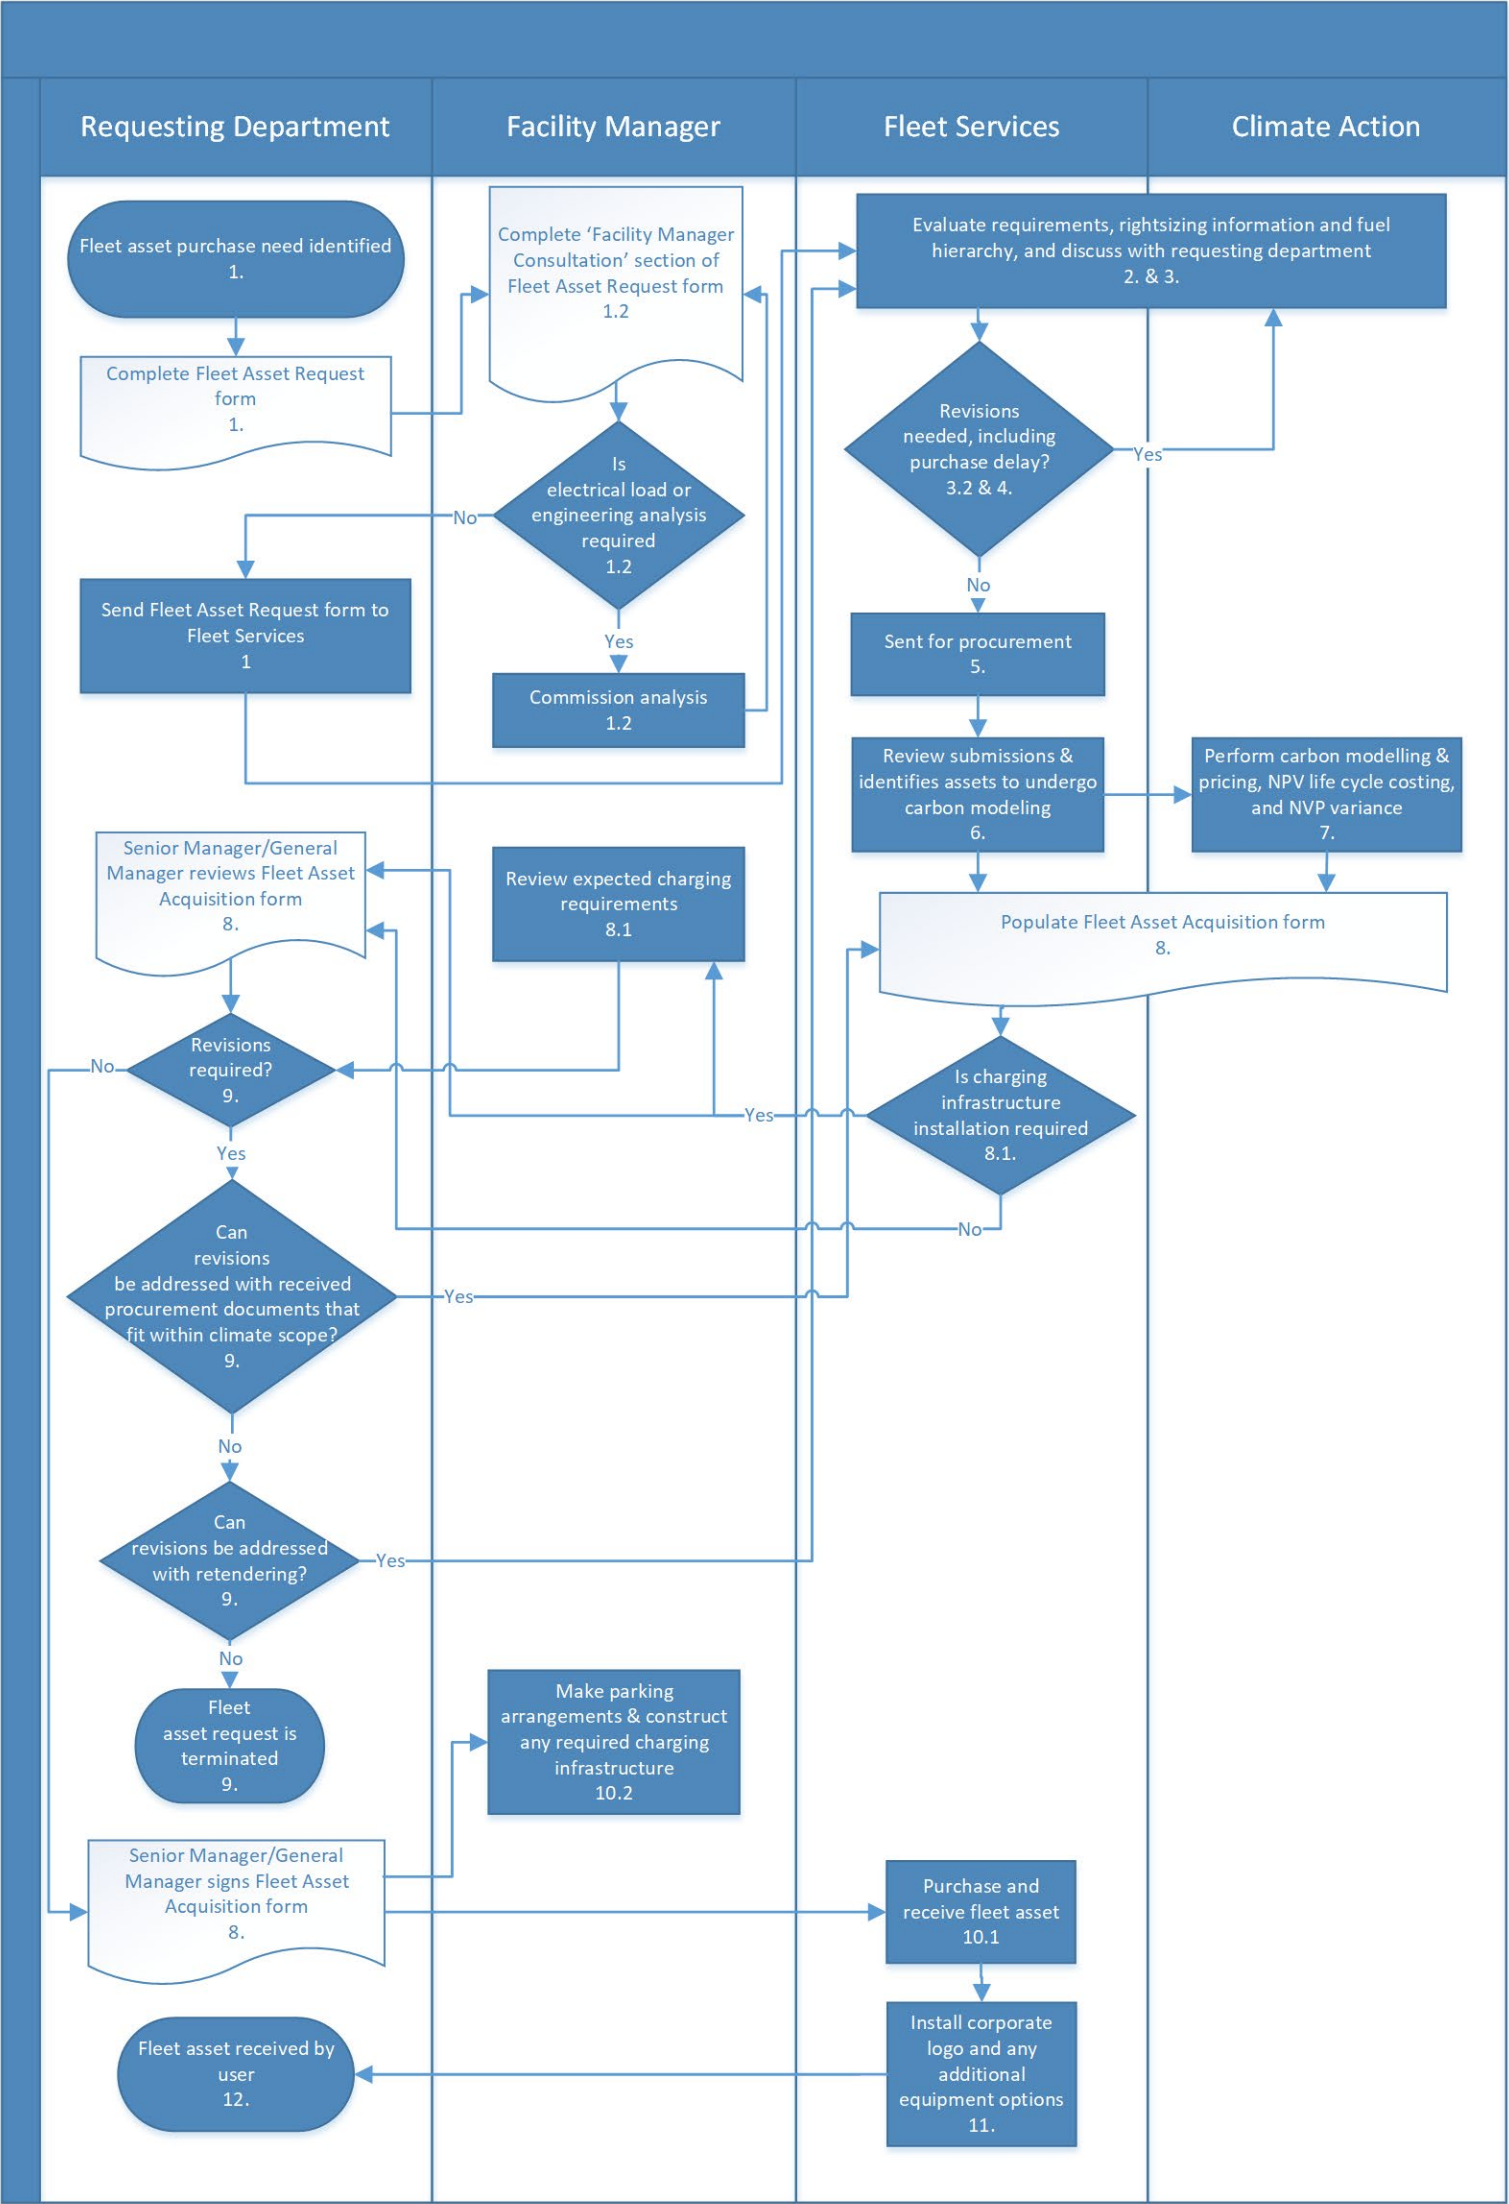 Requesting Department
Facility Manager
Fleet Services
Climate Action
Fleet asset purchase need identified
1.
Complete Fleet Asset Request
form
1.
Send Fleet Asset Request form to
Fleet Services
1
Senior Manager/General
Manager reviews Fleet Asset
Acquisition form
8.
Revisions
required?
9.
No
Yes
Can
revisions
be addressed with received
procurement documents that
fit within climate scope?
9.
Yes
No
Can
revisions be addressed
with retendering?
9.
Yes
No
Fleet
asset request is
terminated
9.
Senior Manager/General
Manager signs Fleet Asset
Acquisition form
8.
Fleet asset received by
user
12.
Complete ‘Facility Manager
Consultation’ section of
Fleet Asset Request form
1.2
Is
electrical load or
engineering analysis
required
1.2
No
Yes
Commission analysis
1.2
Review expected charging
requirements
8.1
Make parking
arrangements & construct
any required charging
infrastructure
10.2
Evaluate requirements, rightsizing information and fuel
hierarchy, and discuss with requesting department
2. & 3.
Revisions
needed, including
purchase delay?
3.2 & 4.
Yes
No
Sent for procurement
5.
Review submissions &
identifies assets to undergo
carbon modeling
6.
Perform carbon modelling &
pricing, NPV life cycle costing,
and NVP variance
7.
Populate Fleet Asset Acquisition form
8.
Is charging
infrastructure
installation required
8.1.
Yes
No
Purchase and
receive fleet asset
10.1
Install corporate
logo and any
additional
equipment options
11.